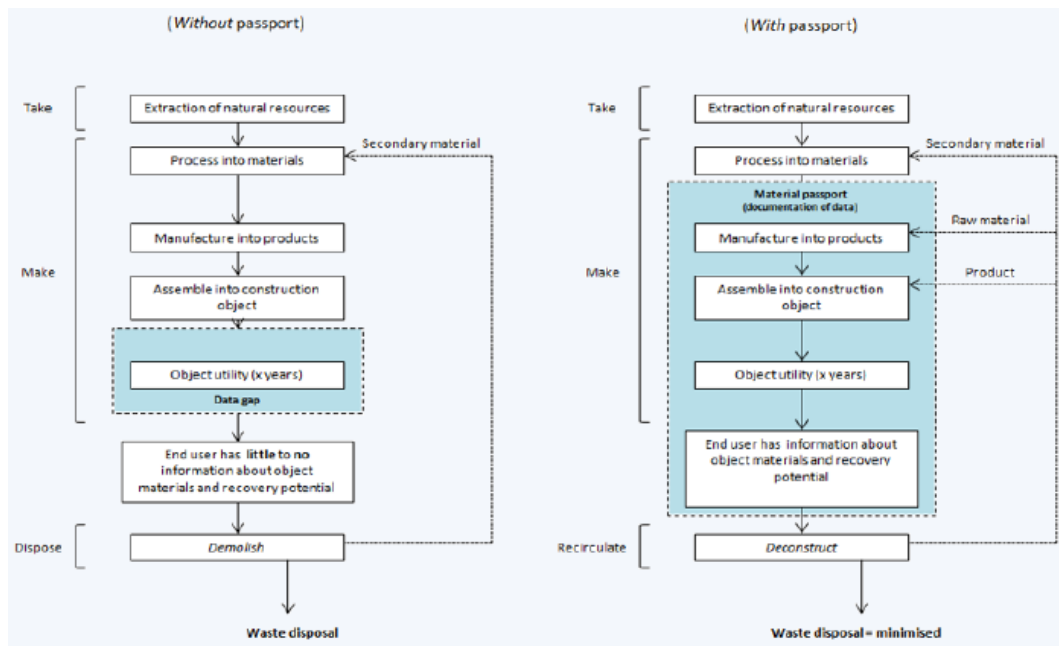 (Without passport)
Take
Extraction of natural resources
Secondary material
Process into materials
Make
Manufacture into products
Assemble into construction
object
Object utility (x years)
Data gap
End user has little to no
information about object
materials and recovery potential
Dispose
Demolish
Waste disposal
(With passport)
Take
Extraction of natural resources
Secondary material
Process into materials
Material passport
(documentation of data)
Raw material
Manufacture into products
Make
Product
Assemble into construction
object
Object utility (x years)
End user has information about
object materials and recovery
potential
Recirculate
Deconstruct
Waste disposal = minimised